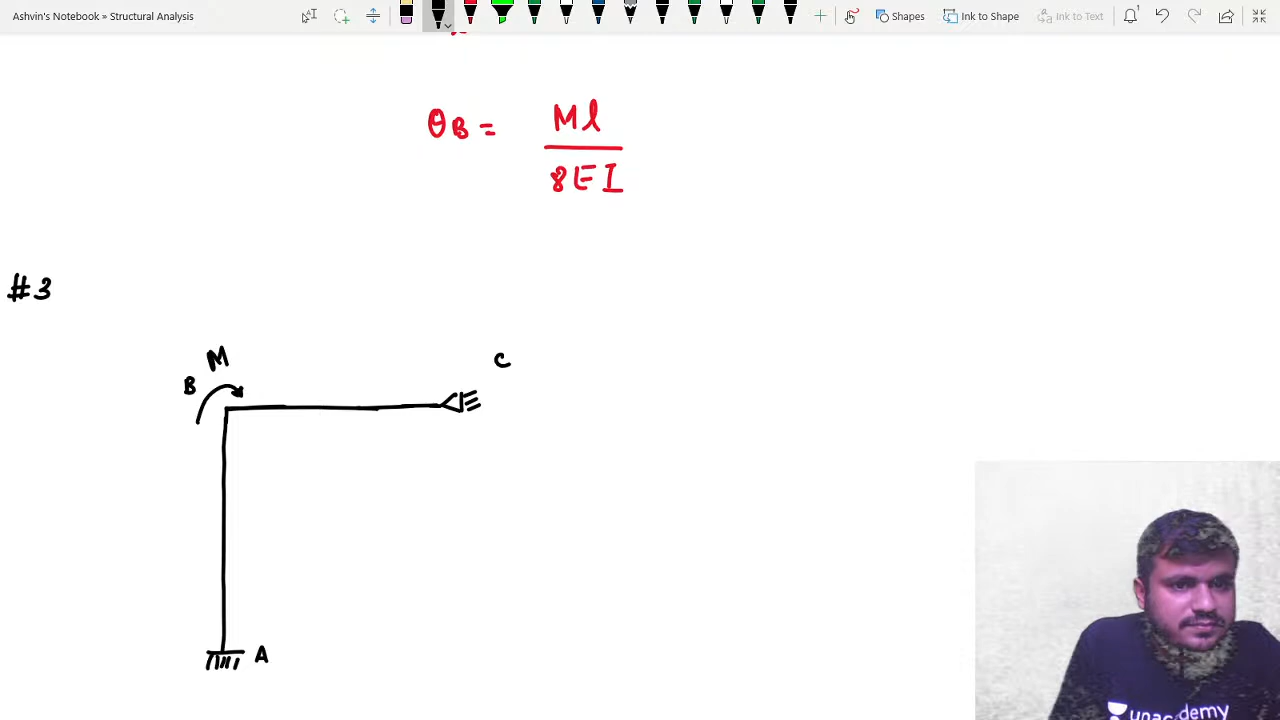 Ashvin's Notebook » Structural Analysis
Shapes
Ink to Shape
Ink to Text
θB = Ml
8EI
#3
M
B
C
A
unacademy